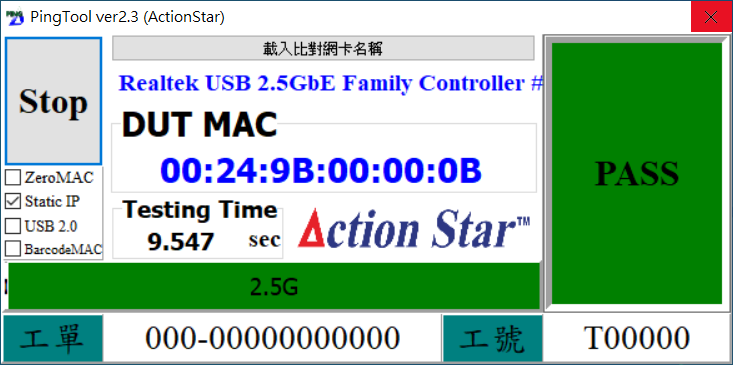 PingTool ver2.3 (ActionStar)
載入比對網卡名稱
Stop
Realtek USB 2.5GbE Family Controller #
DUT MAC
00:24:9B:00:00:0B
PASS
ZeroMAC
Static IP
USB 2.0
BarcodeMAC
Testing Time
9.547 sec
Action Star™
2.5G
工單 000-00000000000 工號 T00000